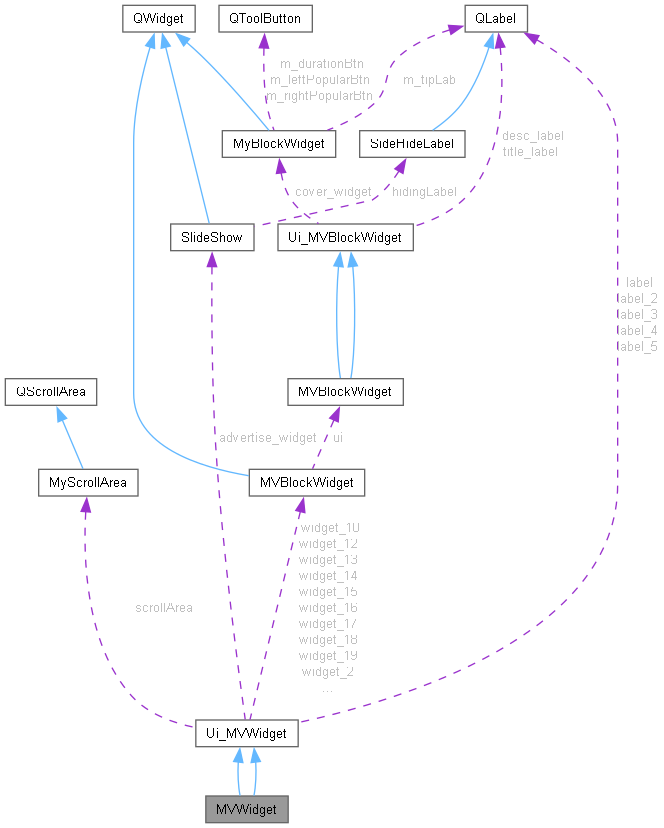 QWidget
QToolButton
QLabel
m_durationBtn
m_leftPopularBtn
m_rightPopularBtn
m_tipLab
MyBlockWidget
SideHideLabel
desc_label
title_label
cover_widget
hidingLabel
SlideShow
Ui_MVBlockWidget
label
label_2
label_3
label_4
label_5
QScrollArea
MVBlockWidget
advertise_widget
ui
MyScrollArea
MVBlockWidget
widget_10
widget_12
widget_13
widget_14
widget_15
widget_16
widget_17
widget_18
widget_19
widget_2
...
scrollArea
Ui_MVWidget
MVWidget